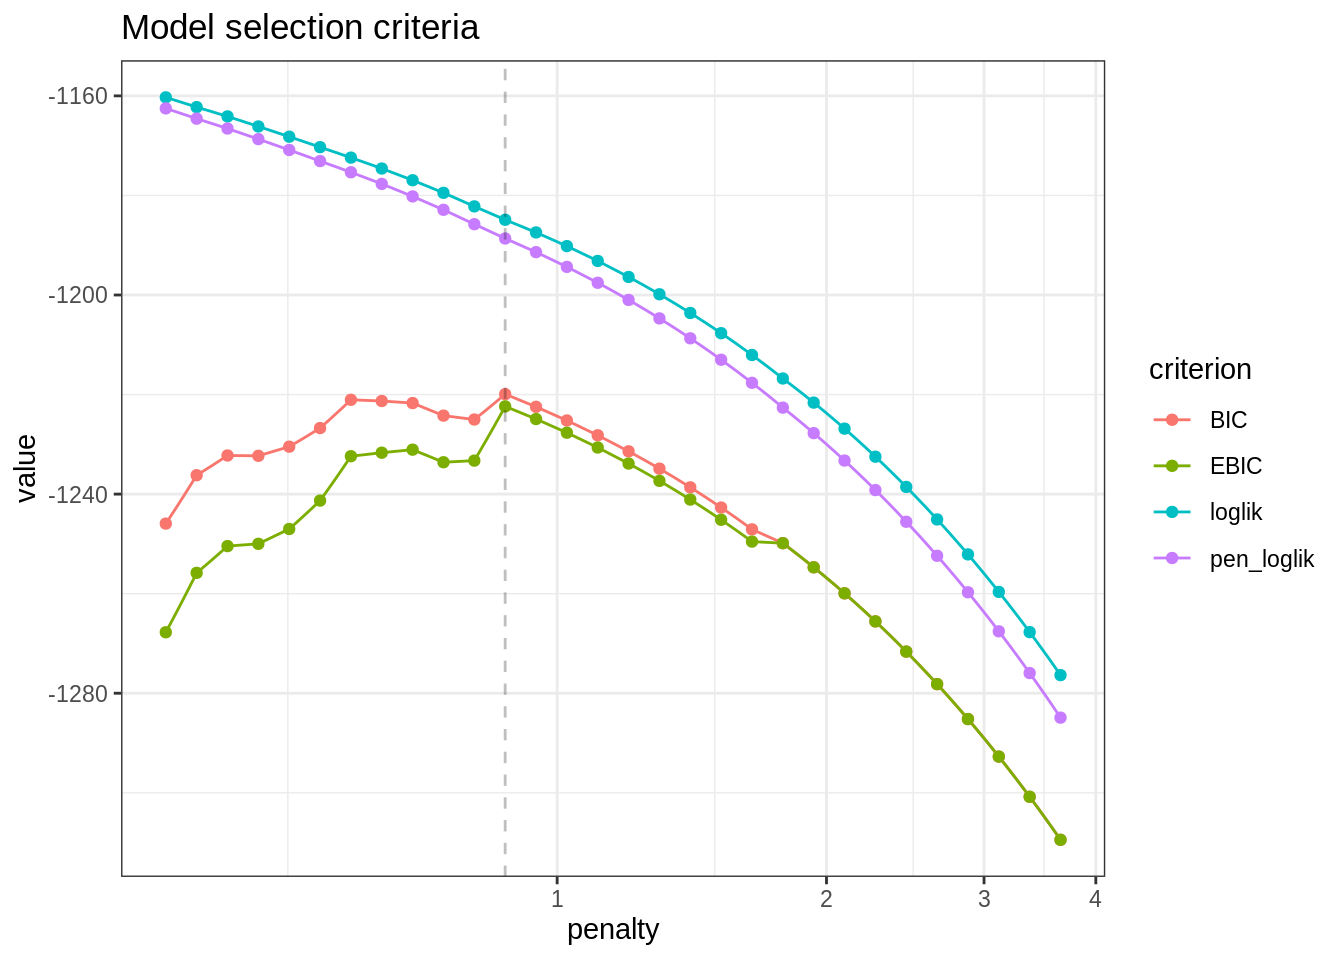 Model selection criteria
-1160
-1200
-1240
-1280
value
1
2
3
4
penalty
criterion
BIC
EBIC
loglik
pen_loglik